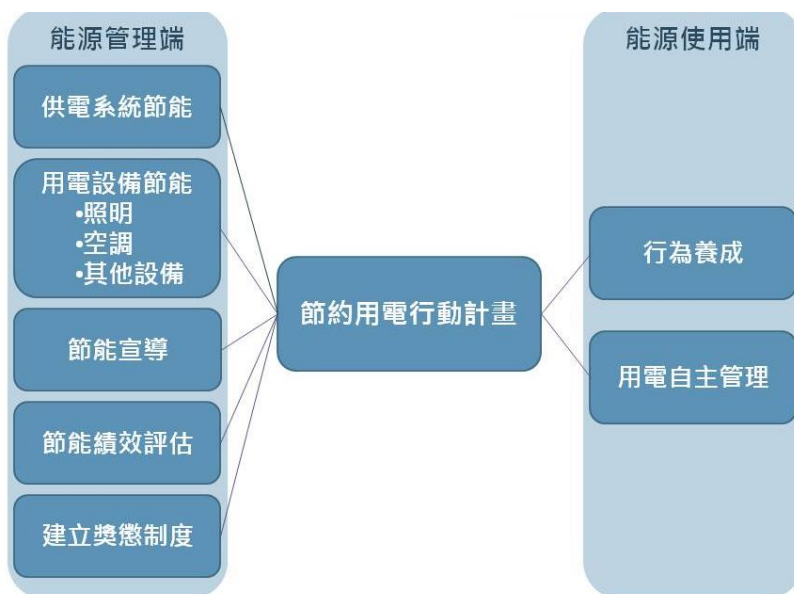 能源管理端
供電系統節能
用電設備節能
•照明
•空調
•其他設備
節能宣導
節能績效評估
建立獎懲制度
節約用電行動計畫
能源使用端
行為養成
用電自主管理